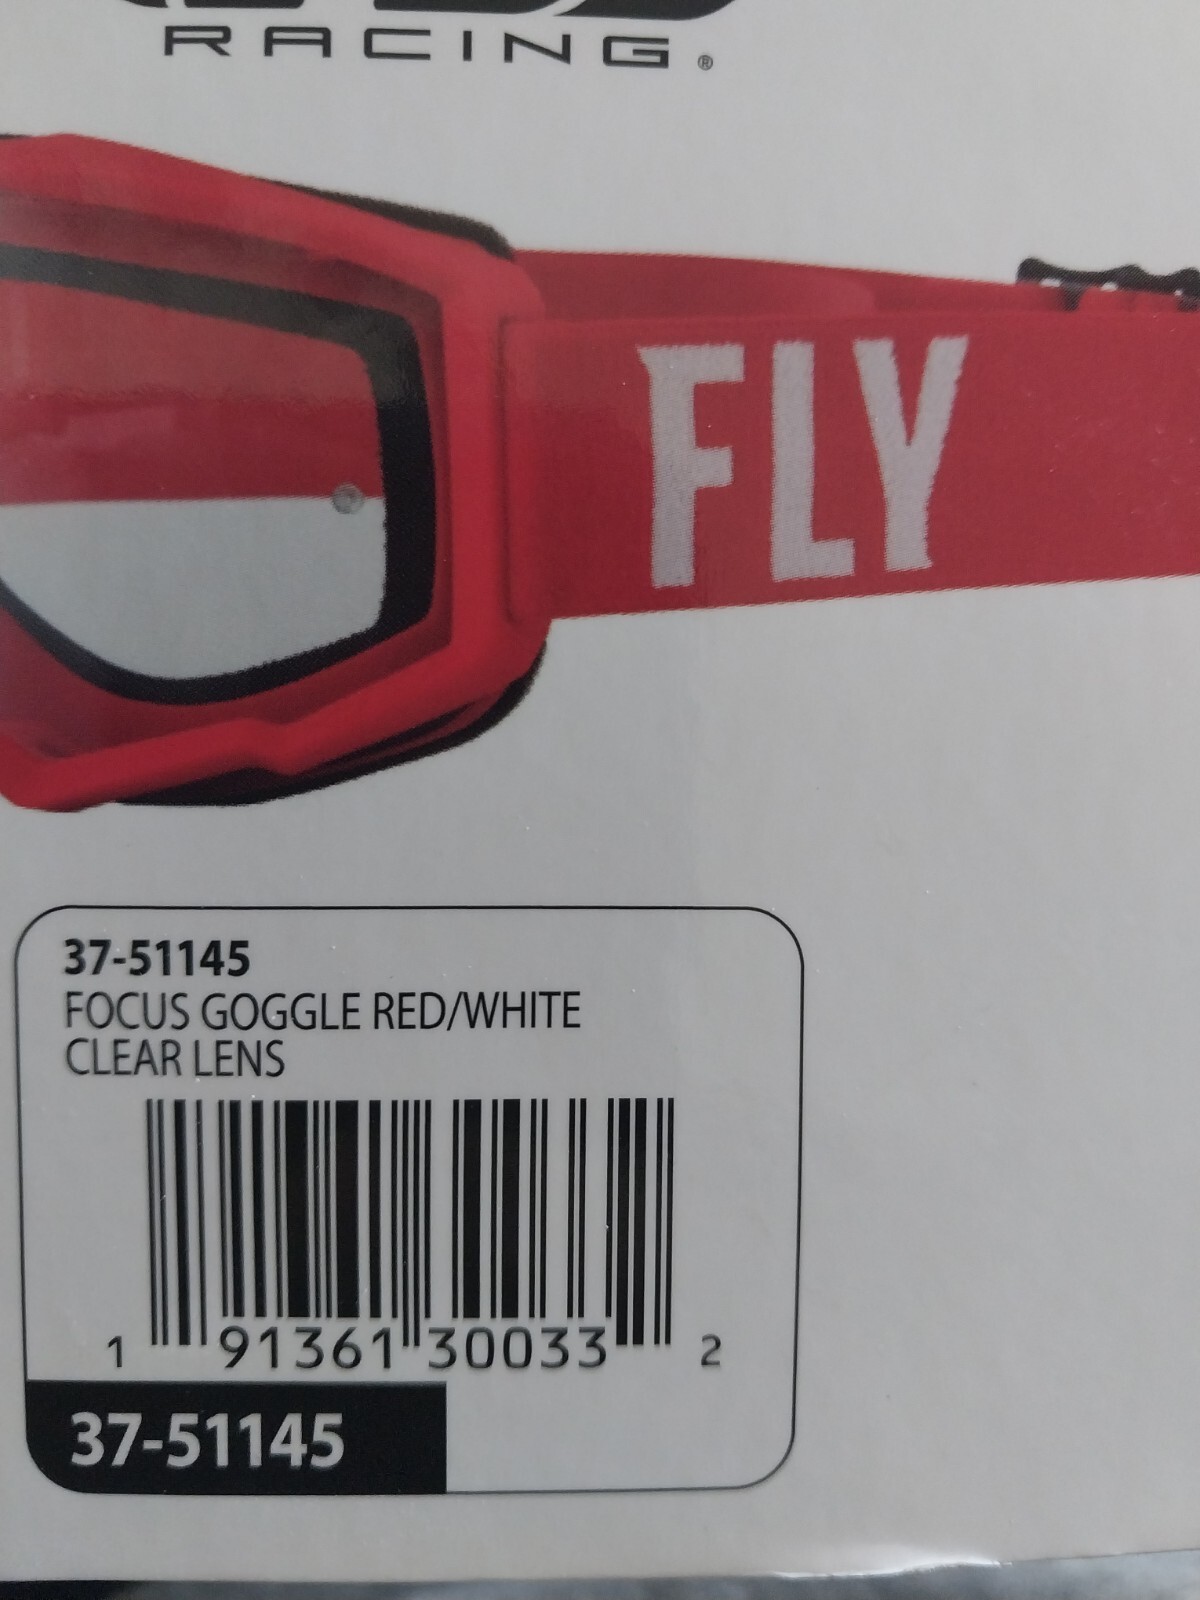 RACING®
FLY
37-51145
FOCUS GOGGLE RED/WHITE
CLEAR LENS
1 91361 30033 2
37-51145